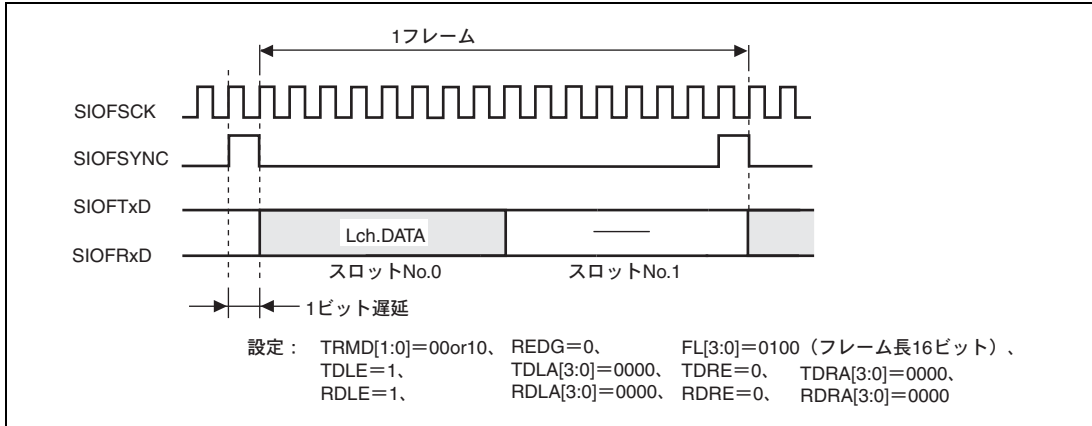 1フレーム
SIOFSCK
SIOFSYNC
SIOFTxD
Lch.DATA
SIOFRxD
スロットNo.0 スロットNo.1
1ビット遅延
設定： TRMD[1:0]＝00or10、 REDG＝0、 FL[3:0]＝0100（フレーム長16ビット）、
TDLE＝1、 TDLA[3:0]＝0000、 TDRE＝0、 TDRA[3:0]＝0000、
RDLE＝1、 RDLA[3:0]＝0000、 RDRE＝0、 RDRA[3:0]＝0000